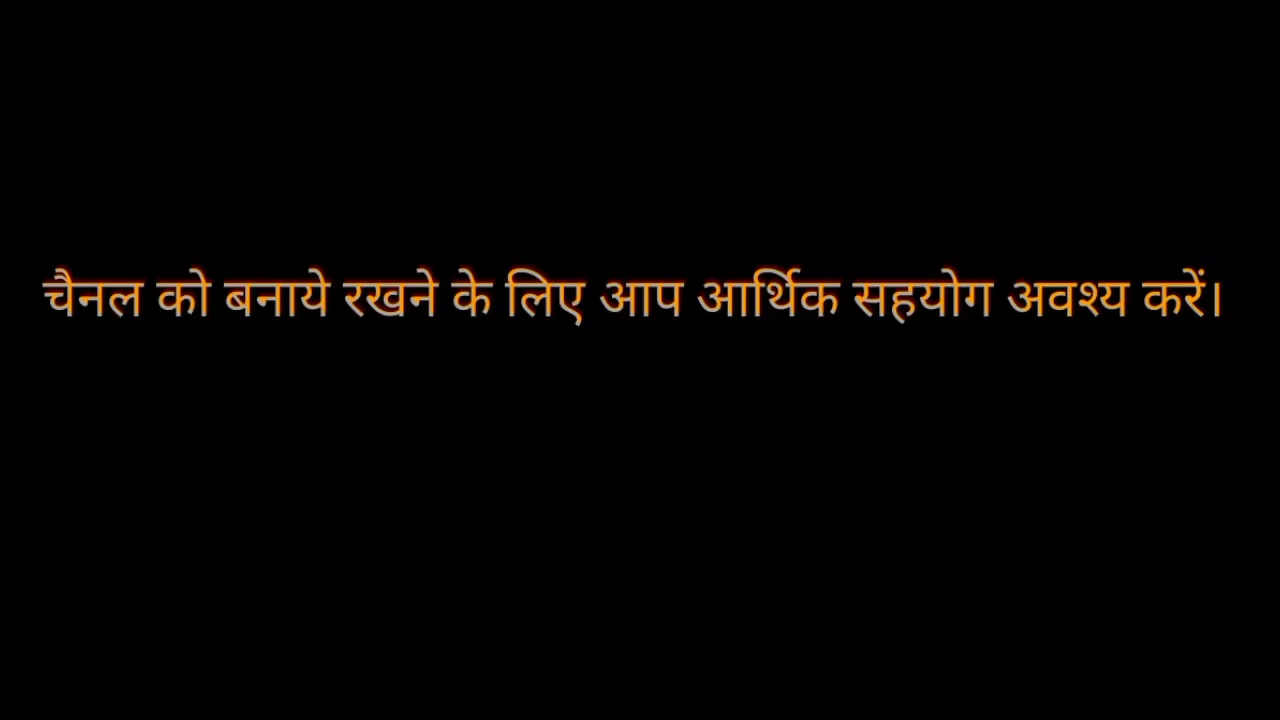 चैनल को बनाये रखने के लिए आप आर्थिक सहयोग अवश्य करें।